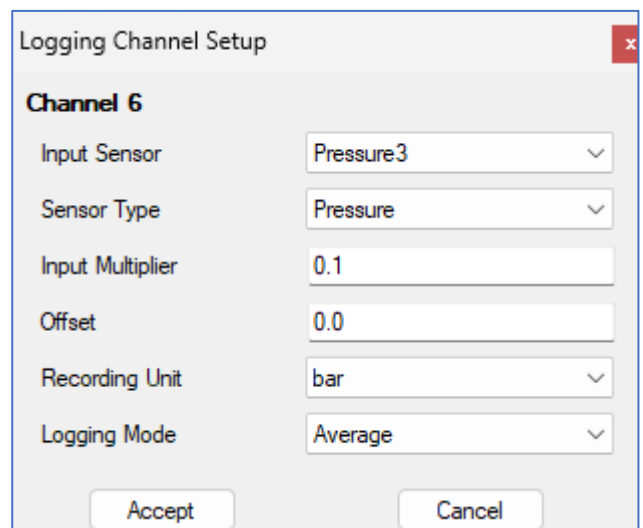 Logging Channel Setup x
Channel 6
Input Sensor Pressure3
Sensor Type Pressure
Input Multiplier 0.1
Offset 0.0
Recording Unit bar
Logging Mode Average
Accept Cancel